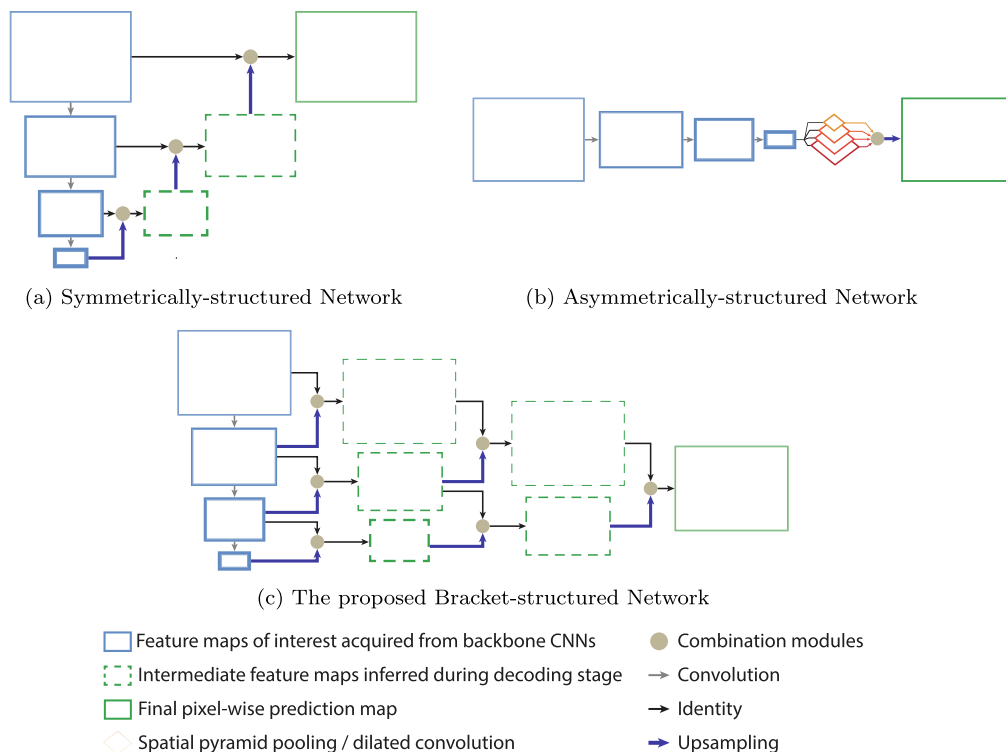 (a) Symmetrically-structured Network
(b) Asymmetrically-structured Network
(c) The proposed Bracket-structured Network
Feature maps of interest acquired from backbone CNNs
Combination modules
Intermediate feature maps inferred during decoding stage
Convolution
Final pixel-wise prediction map
Identity
Spatial pyramid pooling / dilated convolution
Upsampling